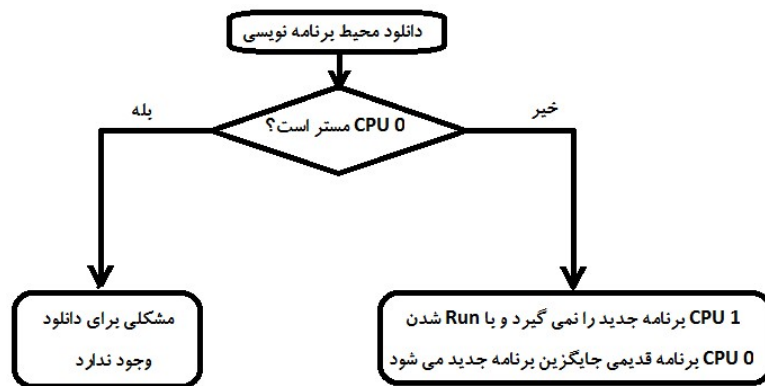 دانلود محیط برنامه نویسی
CPU 0 مستر است؟
بله
خیر
مشکلی برای دانلود
وجود ندارد
CPU 1 برنامه جدید را نمی گیرد و با Run شدن
CPU 0 برنامه قدیمی جایگزین برنامه جدید می شود